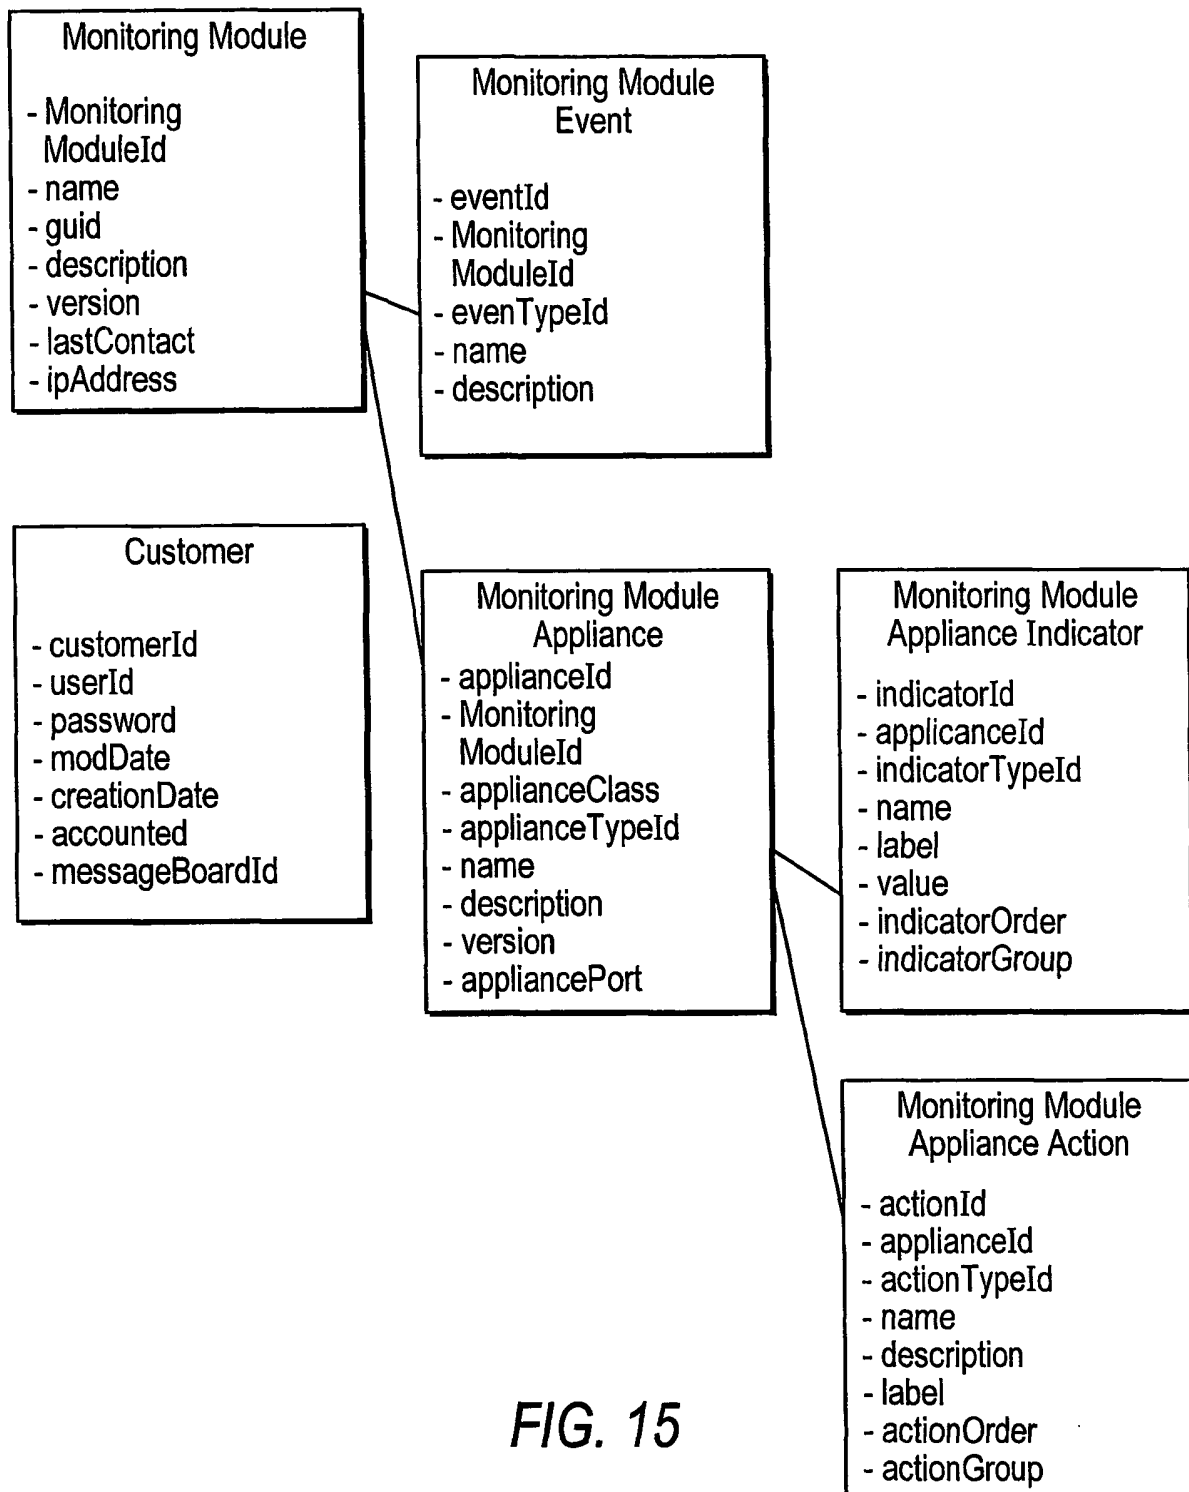 Monitoring Module
- Monitoring
ModuleId
- name
- guid
- description
- version
- lastContact
- ipAddress
Monitoring Module
Event
- eventId
- Monitoring
ModuleId
- evenTypeId
- name
- description
Customer
- customerId
- userId
- password
- modDate
- creationDate
- accounted
- messageBoardId
Monitoring Module
Appliance
- applianceId
- Monitoring
ModuleId
- applianceClass
- applianceTypeId
- name
- description
- version
- appliancePort
Monitoring Module
Appliance Indicator
- indicatorId
- applicanceId
- indicatorTypeId
- name
- label
- value
- indicatorOrder
- indicatorGroup
Monitoring Module
Appliance Action
- actionId
- applianceId
- actionTypeId
- name
- description
- label
- actionOrder
- actionGroup
FIG. 15